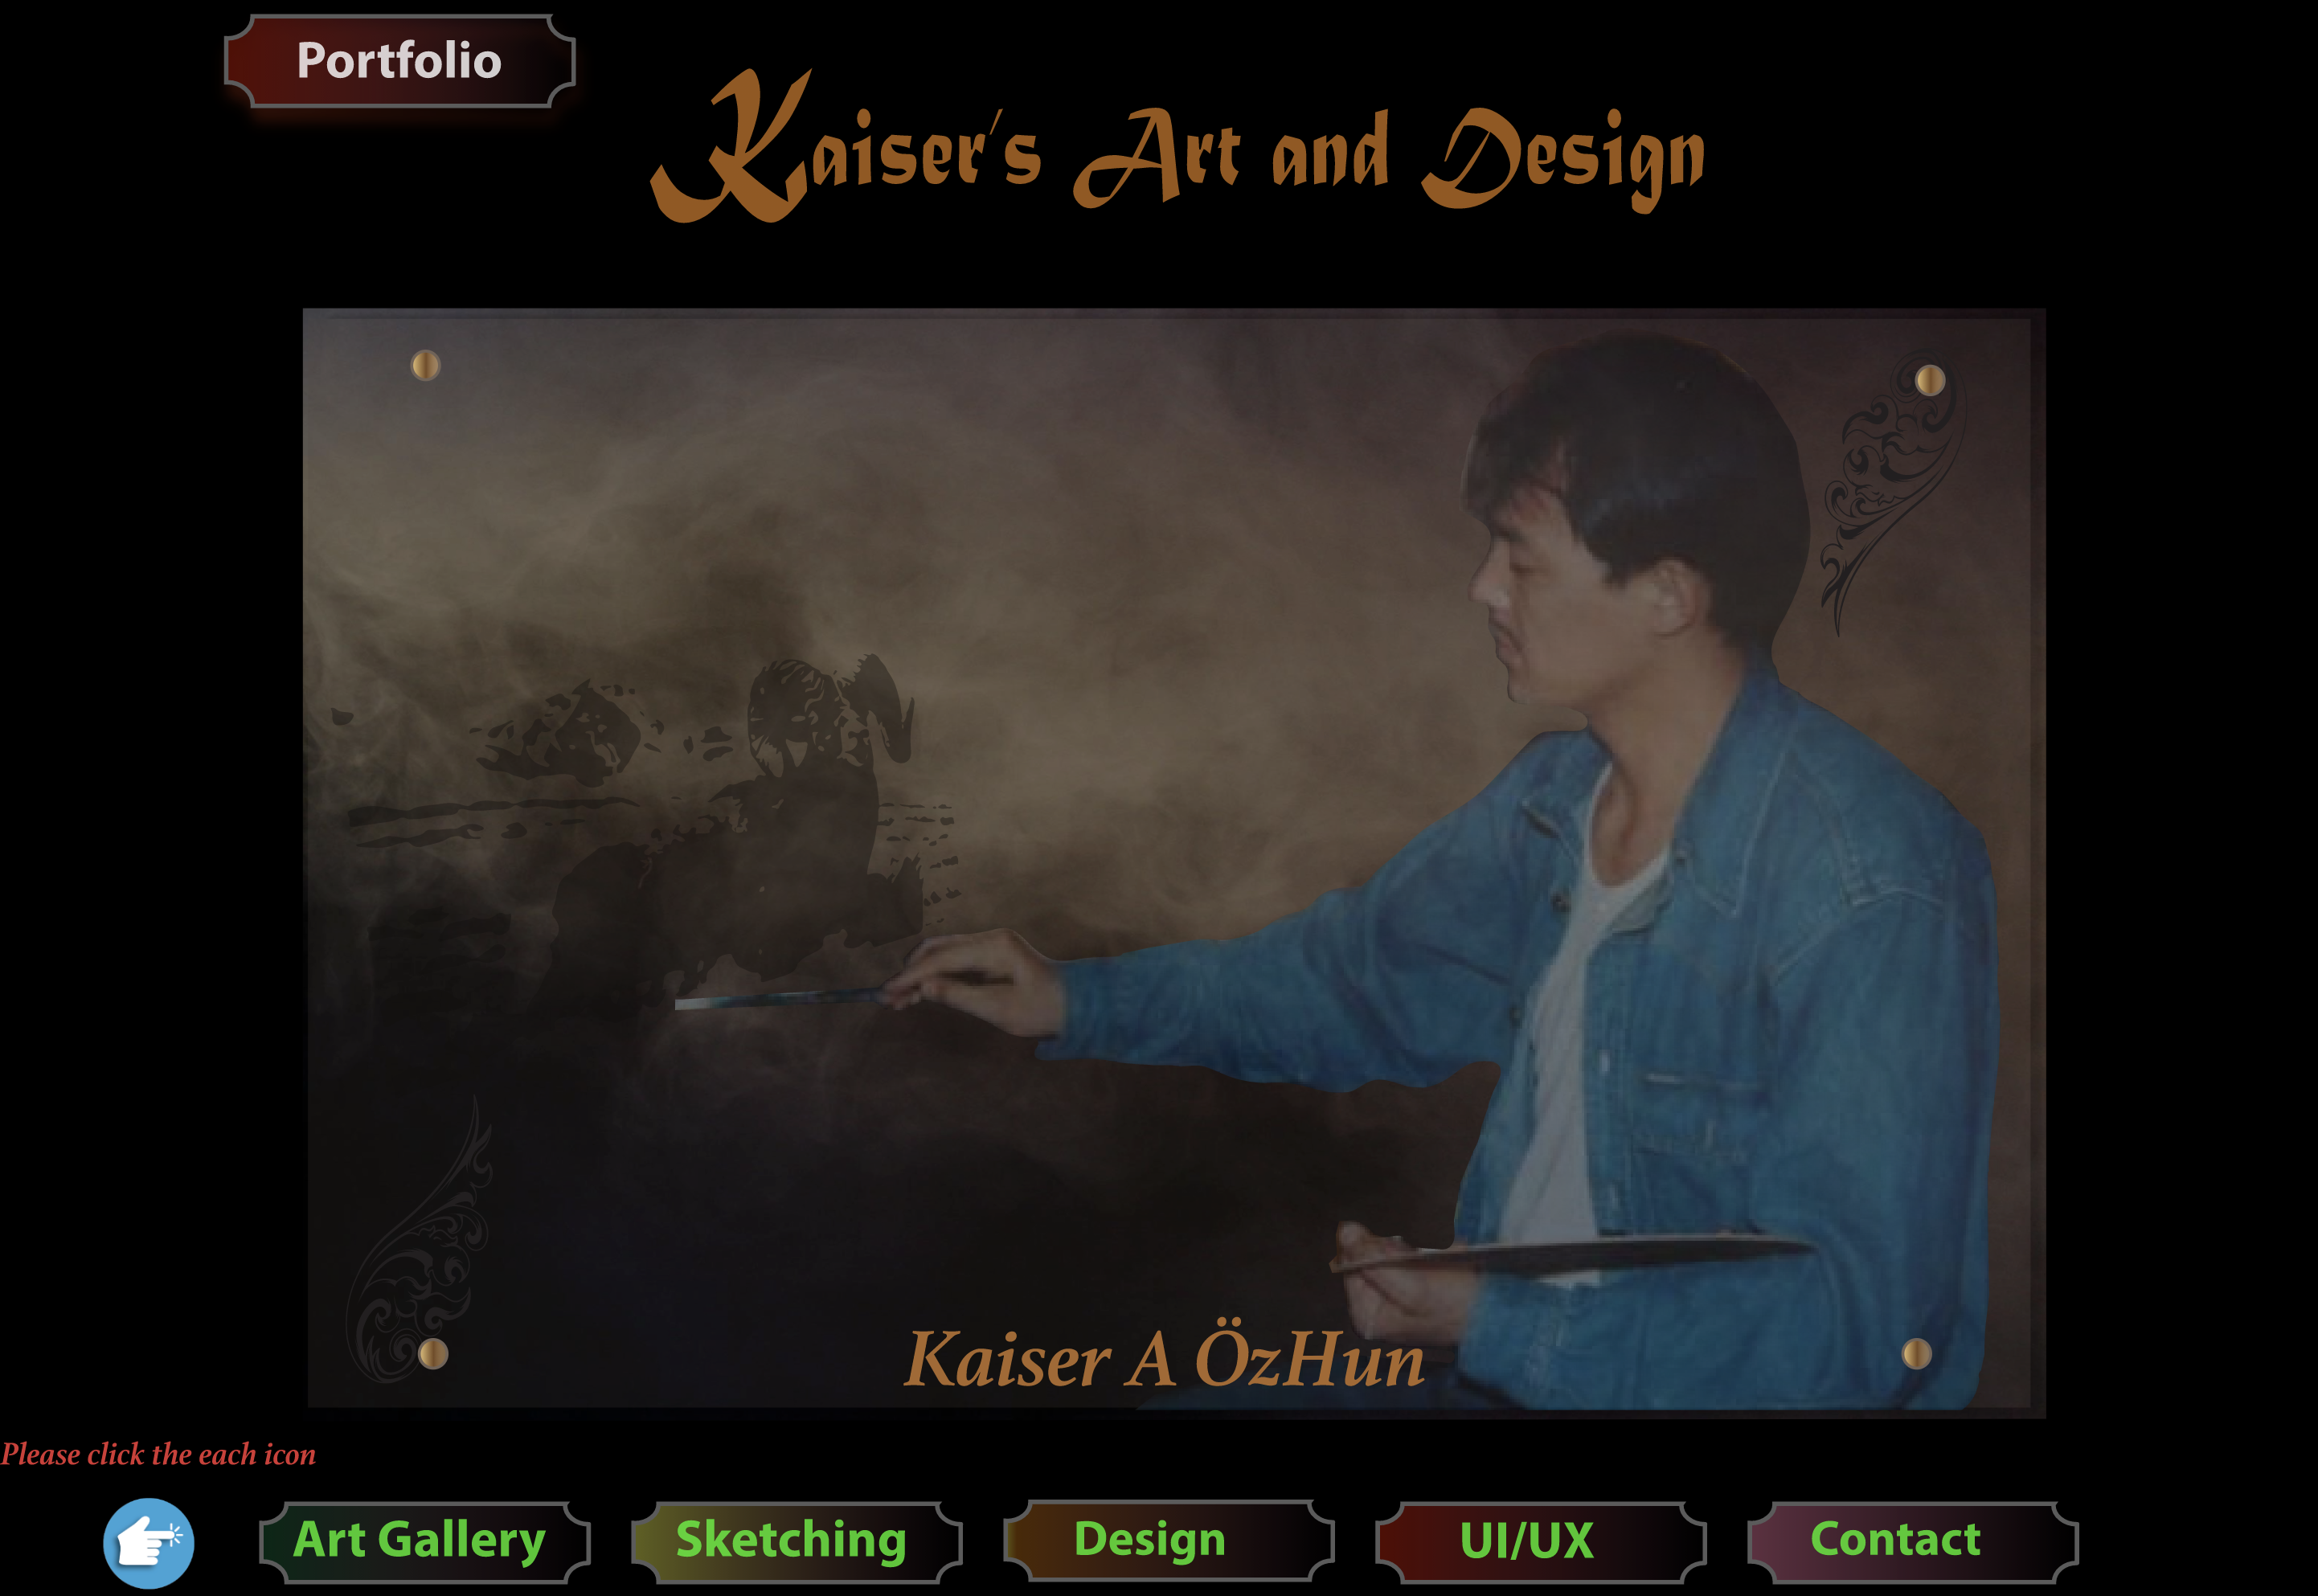 Portfolio
Kaiser's Art and Design
Kaiser A ÖzHun
Please click the each icon
Art Gallery
Sketching
Design
UI/UX
Contact